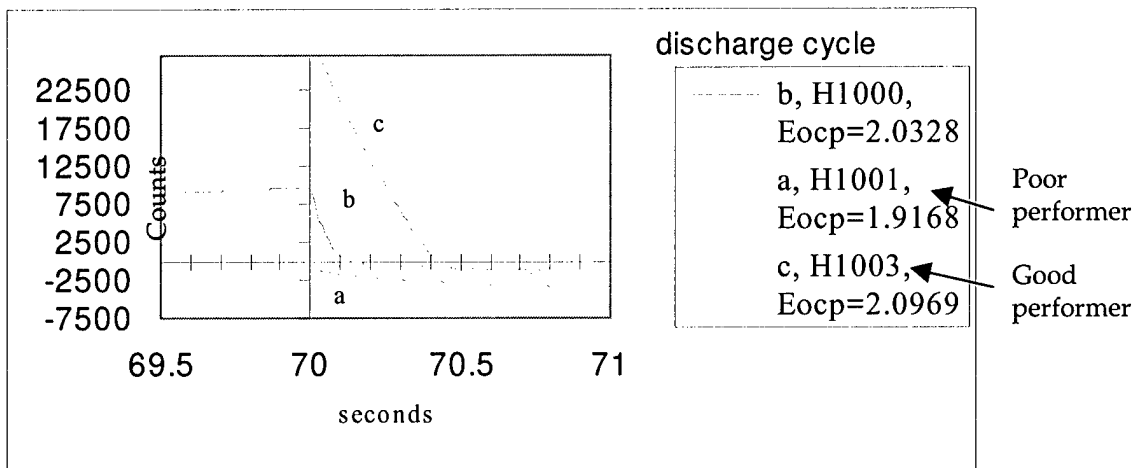 discharge cycle
22500
17500
12500
7500
2500
-2500
-7500
Counts
c
b
a
69.5 70 70.5 71
seconds
b, H1000,
Eocp=2.0328
a, H1001,
Eocp=1.9168
c, H1003,
Eocp=2.0969
Poor
performer
Good
performer